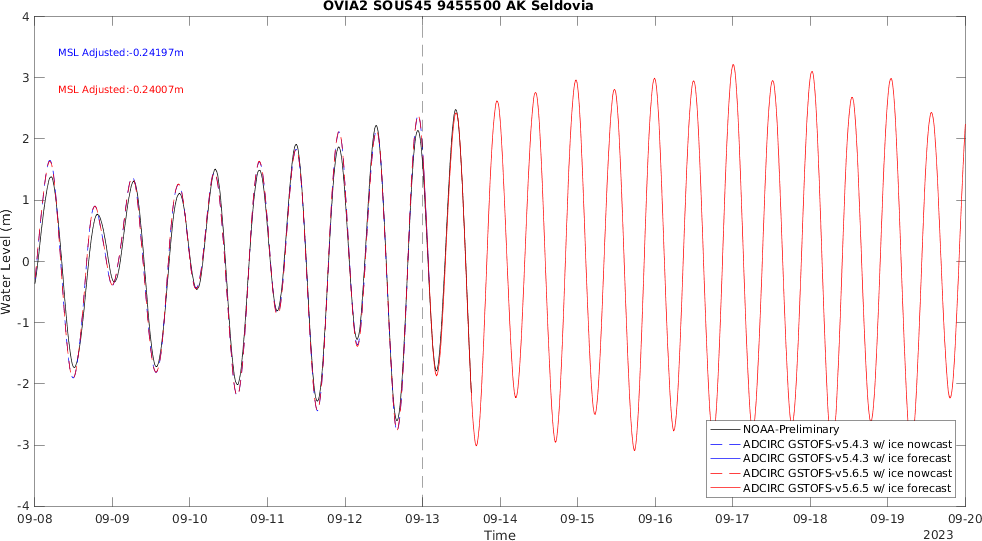 OVIA2 SOUS45 9455500 AK Seldovia
4
3
2
1
0
-1
-2
-3
-4
Water Level (m)
MSL Adjusted:-0.24197m
MSL Adjusted:-0.24007m
NOAA-Preliminary
ADCIRC GSTOFS-v5.4.3 w/ ice nowcast
ADCIRC GSTOFS-v5.4.3 w/ ice forecast
ADCIRC GSTOFS-v5.6.5 w/ ice nowcast
ADCIRC GSTOFS-v5.6.5 w/ ice forecast
09-08 09-09 09-10 09-11 09-12 09-13 09-14 09-15 09-16 09-17 09-18 09-19 09-20
Time
2023